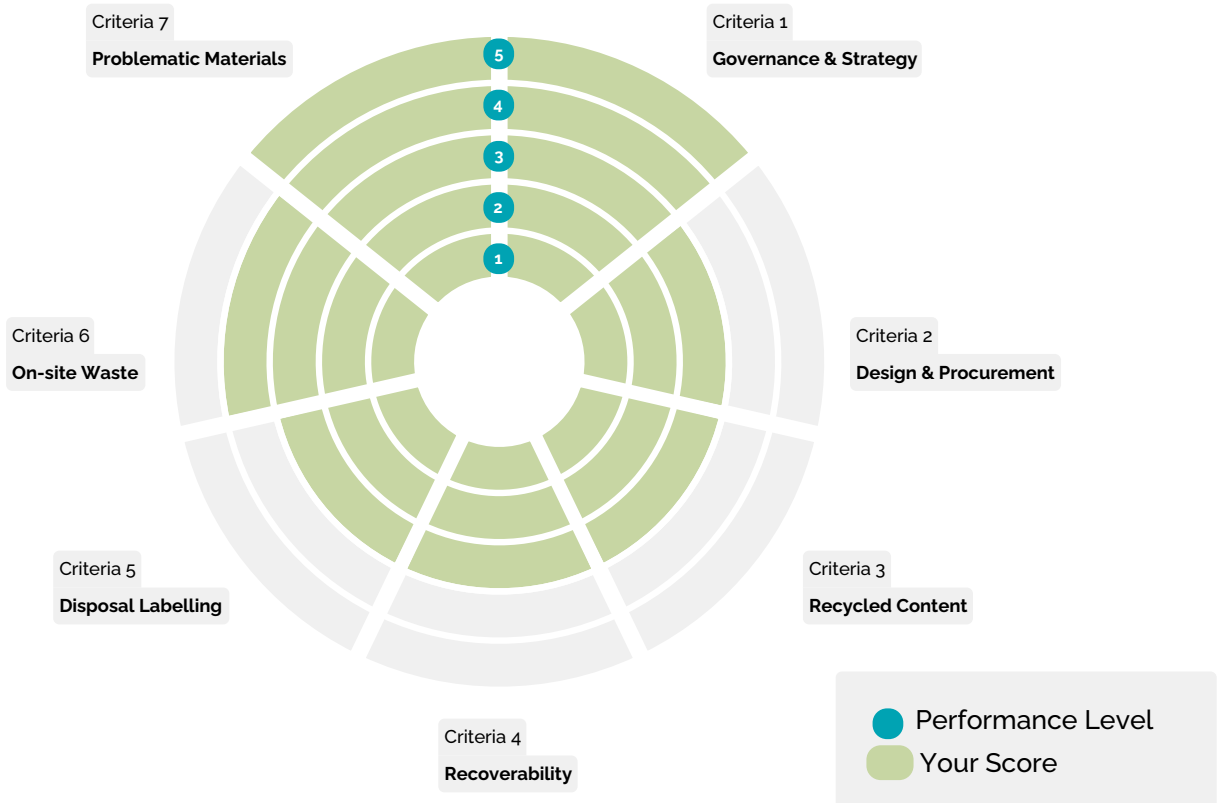 Criteria 7
Problematic Materials
Criteria 1
Governance & Strategy
5
4
3
2
1
Criteria 6
On-site Waste
Criteria 2
Design & Procurement
Criteria 5
Disposal Labelling
Criteria 3
Recycled Content
Criteria 4
Recoverability
Performance Level
Your Score